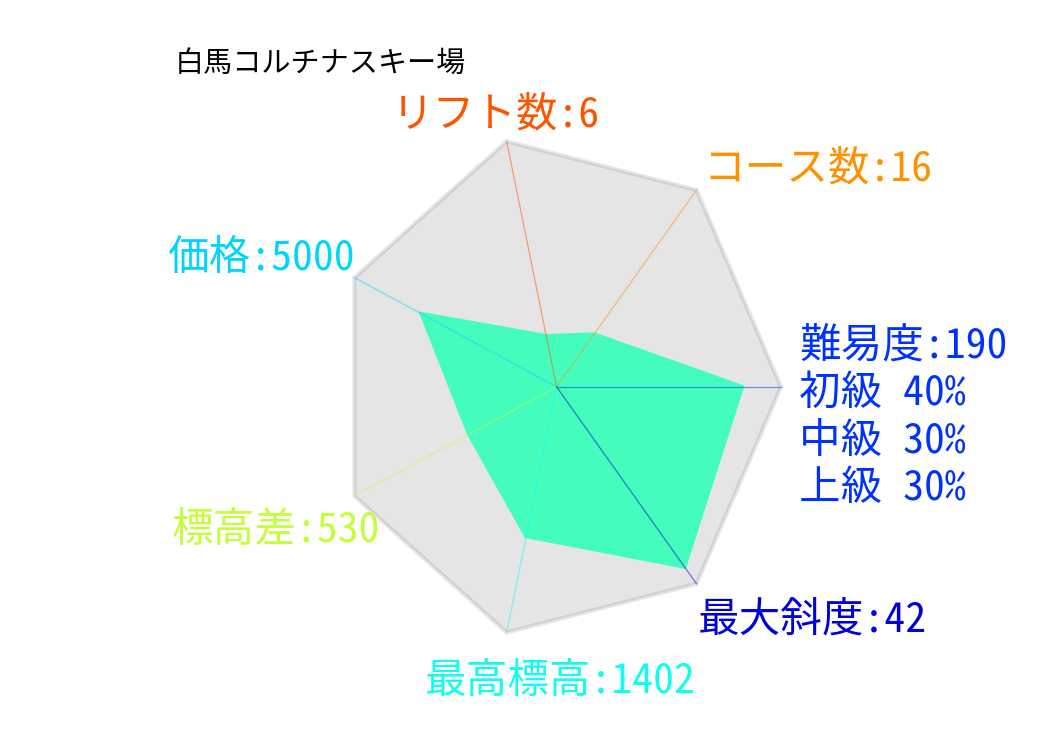 白馬コルチナスキー場
リフト数:6
コース数:16
価格:5000
難易度:190
初級 40%
中級 30%
上級 30%
標高差:530
最大斜度:42
最高標高:1402